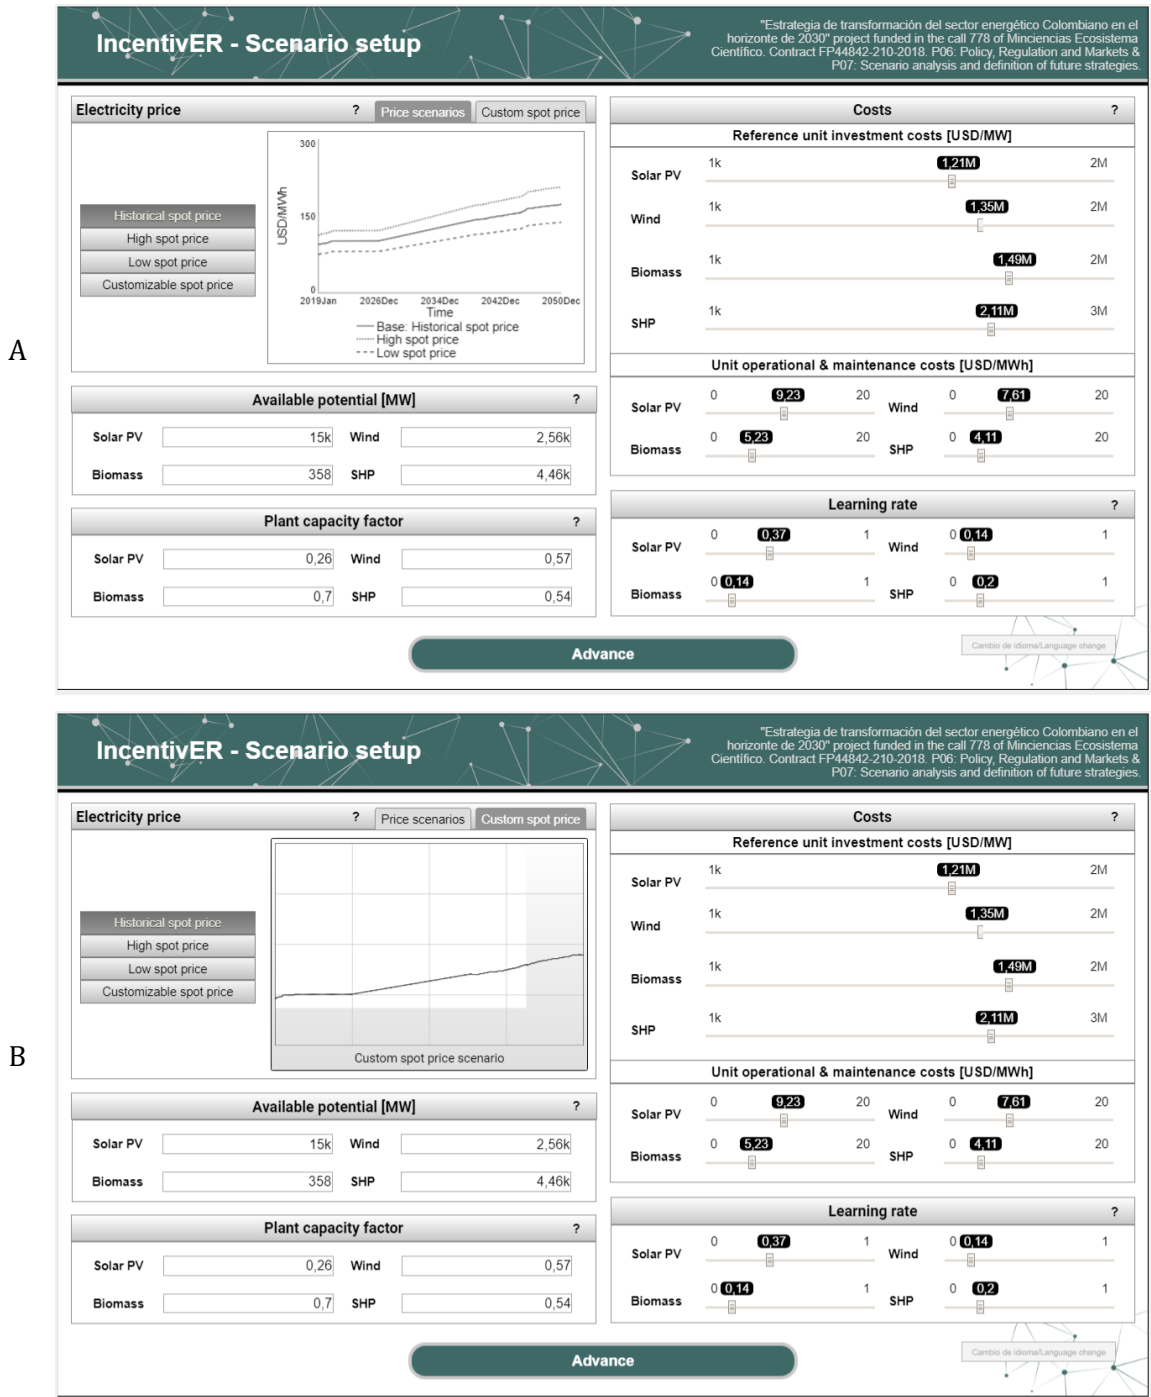 A
IncentivER - Scenario setup
"Estrategia de transformación del sector energético Colombiano en el
horizonte de 2030" project funded in the call 778 of Minciencias Ecosistema
Científico. Contract FP44842-210-2018. P06: Policy, Regulation and Markets &
P07: Scenario analysis and definition of future strategies.
Electricity price ? Price scenarios Custom spot price
Historical spot price
High spot price
Low spot price
Customizable spot price
300
150
0
USD/MWh
2019Jan 2026Dec 2034Dec 2042Dec 2050Dec
Time
Base: Historical spot price
High spot price
Low spot price
Available potential [MW] ?
Solar PV 15k Wind 2,56k
Biomass 358 SHP 4,46k
Plant capacity factor ?
Solar PV 0,26 Wind 0,57
Biomass 0,7 SHP 0,54
Costs ?
Reference unit investment costs [USD/MW]
Solar PV 1k 1,21M 2M
Wind 1k 1,35M 2M
Biomass 1k 1,49M 2M
SHP 1k 2,11M 3M
Unit operational & maintenance costs [USD/MWh]
Solar PV 0 9,23 20 Wind 0 7,61 20
Biomass 0 5,23 20 SHP 0 4,11 20
Learning rate ?
Solar PV 0 0,37 1 Wind 0 0,14 1
Biomass 0 0,14 1 SHP 0 0,2 1
Advance
Cambio de idioma/Language change
B
IncentivER - Scenario setup
"Estrategia de transformación del sector energético Colombiano en el
horizonte de 2030" project funded in the call 778 of Minciencias Ecosistema
Científico. Contract FP44842-210-2018. P06: Policy, Regulation and Markets &
P07: Scenario analysis and definition of future strategies.
Electricity price ? Price scenarios Custom spot price
Historical spot price
High spot price
Low spot price
Customizable spot price
Custom spot price scenario
Available potential [MW] ?
Solar PV 15k Wind 2,56k
Biomass 358 SHP 4,46k
Plant capacity factor ?
Solar PV 0,26 Wind 0,57
Biomass 0,7 SHP 0,54
Costs ?
Reference unit investment costs [USD/MW]
Solar PV 1k 1,21M 2M
Wind 1k 1,35M 2M
Biomass 1k 1,49M 2M
SHP 1k 2,11M 3M
Unit operational & maintenance costs [USD/MWh]
Solar PV 0 9,23 20 Wind 0 7,61 20
Biomass 0 5,23 20 SHP 0 4,11 20
Learning rate ?
Solar PV 0 0,37 1 Wind 0 0,14 1
Biomass 0 0,14 1 SHP 0 0,2 1
Advance
Cambio de idioma/Language change